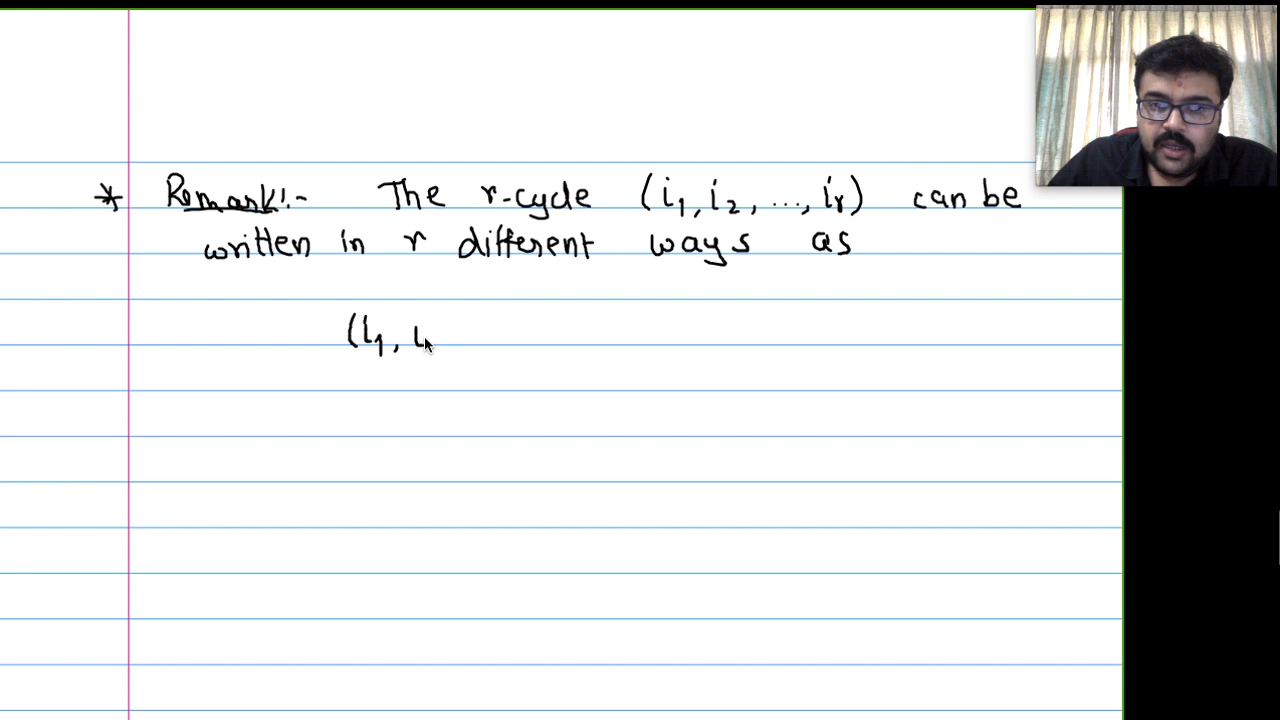 * Remark:- The r-cycle (i₁, i₂, ..., iᵣ) can be
written in r different ways as
(i₁, i